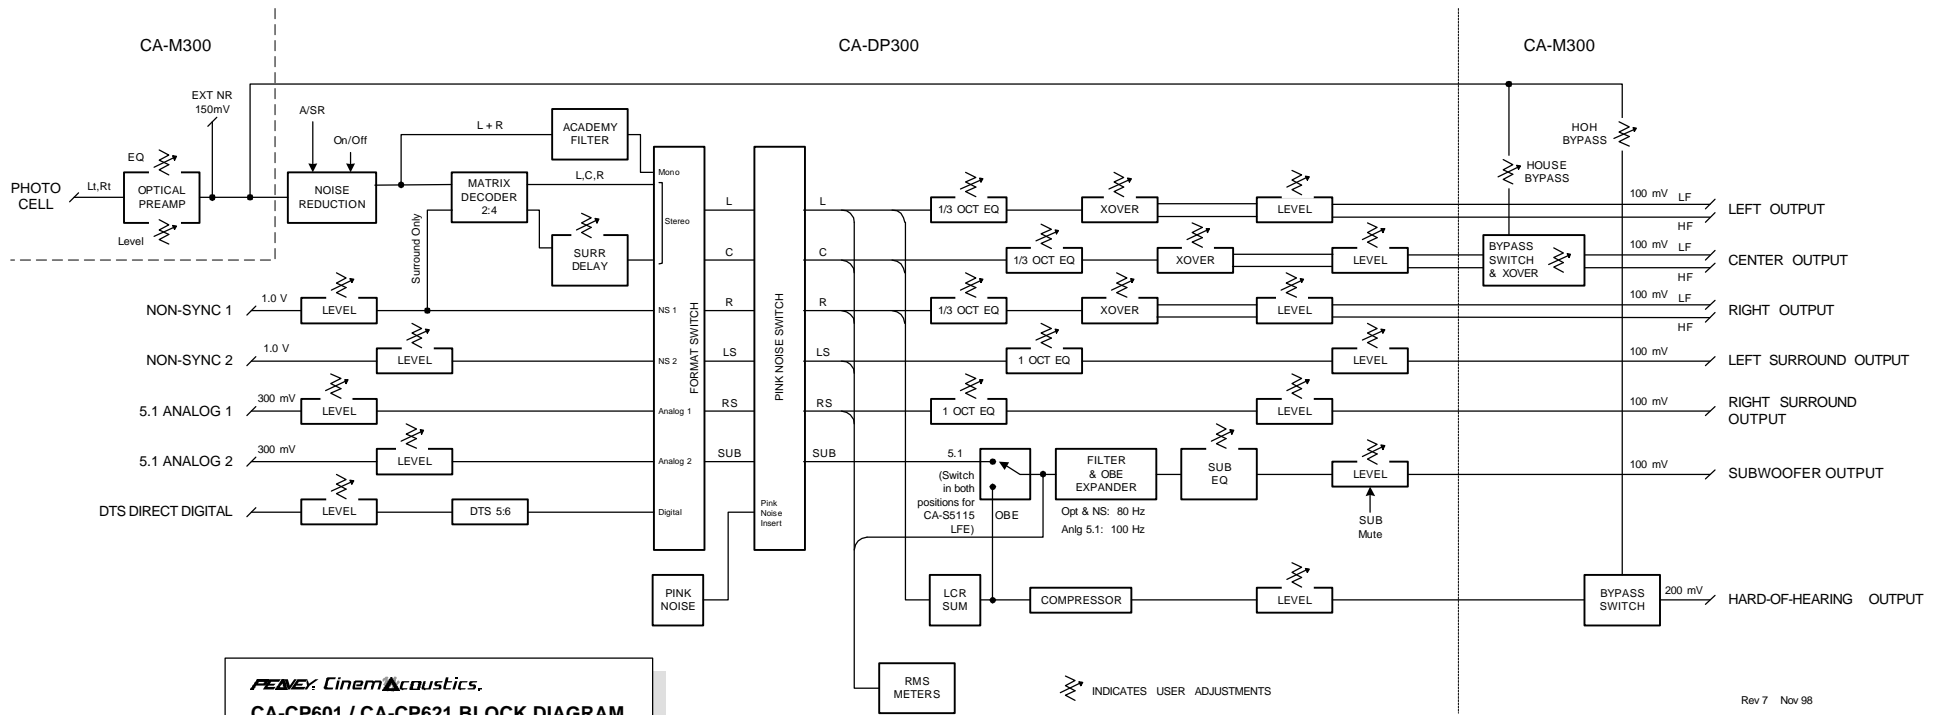 CA-M300
CA-DP300
CA-M300
EXT NR
150mV
A/SR
On/Off
L + R
ACADEMY
FILTER
HOH
BYPASS
HOUSE
BYPASS
EQ
PHOTO
CELL
Lt,Rt
OPTICAL
PREAMP
Level
NOISE
REDUCTION
MATRIX
DECODER
2:4
L,C,R
Surround Only
SURR
DELAY
Mono
Stereo
NS 1
NS 2
Analog 1
Analog 2
Digital
FORMAT SWITCH
L
C
R
LS
RS
SUB
PINK NOISE SWITCH
Pink
Noise
Insert
L
C
R
LS
RS
SUB
1/3 OCT EQ
XOVER
LEVEL
100 mV
LF
HF
LEFT OUTPUT
1/3 OCT EQ
XOVER
LEVEL
BYPASS
SWITCH
& XOVER
100 mV
LF
HF
CENTER OUTPUT
NON-SYNC 1
1.0 V
LEVEL
1/3 OCT EQ
XOVER
LEVEL
100 mV
LF
HF
RIGHT OUTPUT
NON-SYNC 2
1.0 V
LEVEL
1 OCT EQ
LEVEL
100 mV
LEFT SURROUND OUTPUT
5.1 ANALOG 1
300 mV
LEVEL
1 OCT EQ
LEVEL
100 mV
RIGHT SURROUND
OUTPUT
5.1 ANALOG 2
300 mV
LEVEL
5.1
(Switch
in both
positions for
CA-S5115
LFE)
OBE
FILTER
& OBE
EXPANDER
Opt & NS: 80 Hz
Anlg 5.1: 100 Hz
SUB
EQ
LEVEL
SUB
Mute
100 mV
SUBWOOFER OUTPUT
DTS DIRECT DIGITAL
LEVEL
DTS 5:6
PINK
NOISE
LCR
SUM
COMPRESSOR
LEVEL
BYPASS
SWITCH
200 mV
HARD-OF-HEARING OUTPUT
RMS
METERS
INDICATES USER ADJUSTMENTS
Rev 7 Nov 98
PEAVEY CinemAcoustics
CA-CP601 / CA-CP621 BLOCK DIAGRAM